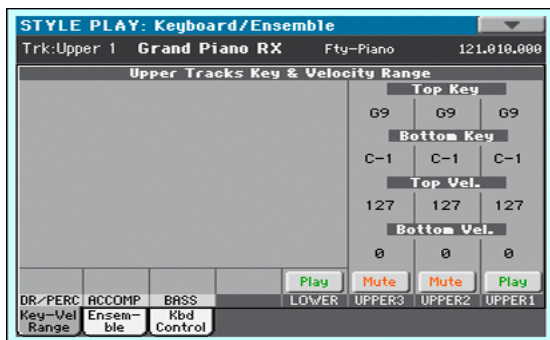 STYLE PLAY: Keyboard/Ensemble
Trk:Upper 1 Grand Piano RX Fty-Piano 121.010.000
Upper Tracks Key & Velocity Range
Top Key
G9 G9 G9
Bottom Key
C-1 C-1 C-1
Top Vel.
127 127 127
Bottom Vel.
0 0 0
Play Mute Mute Play
DR/PERC ACCOMP BASS LOWER UPPER3 UPPER2 UPPER1
Key-Vel Ensem- Kbd
Range ble Control